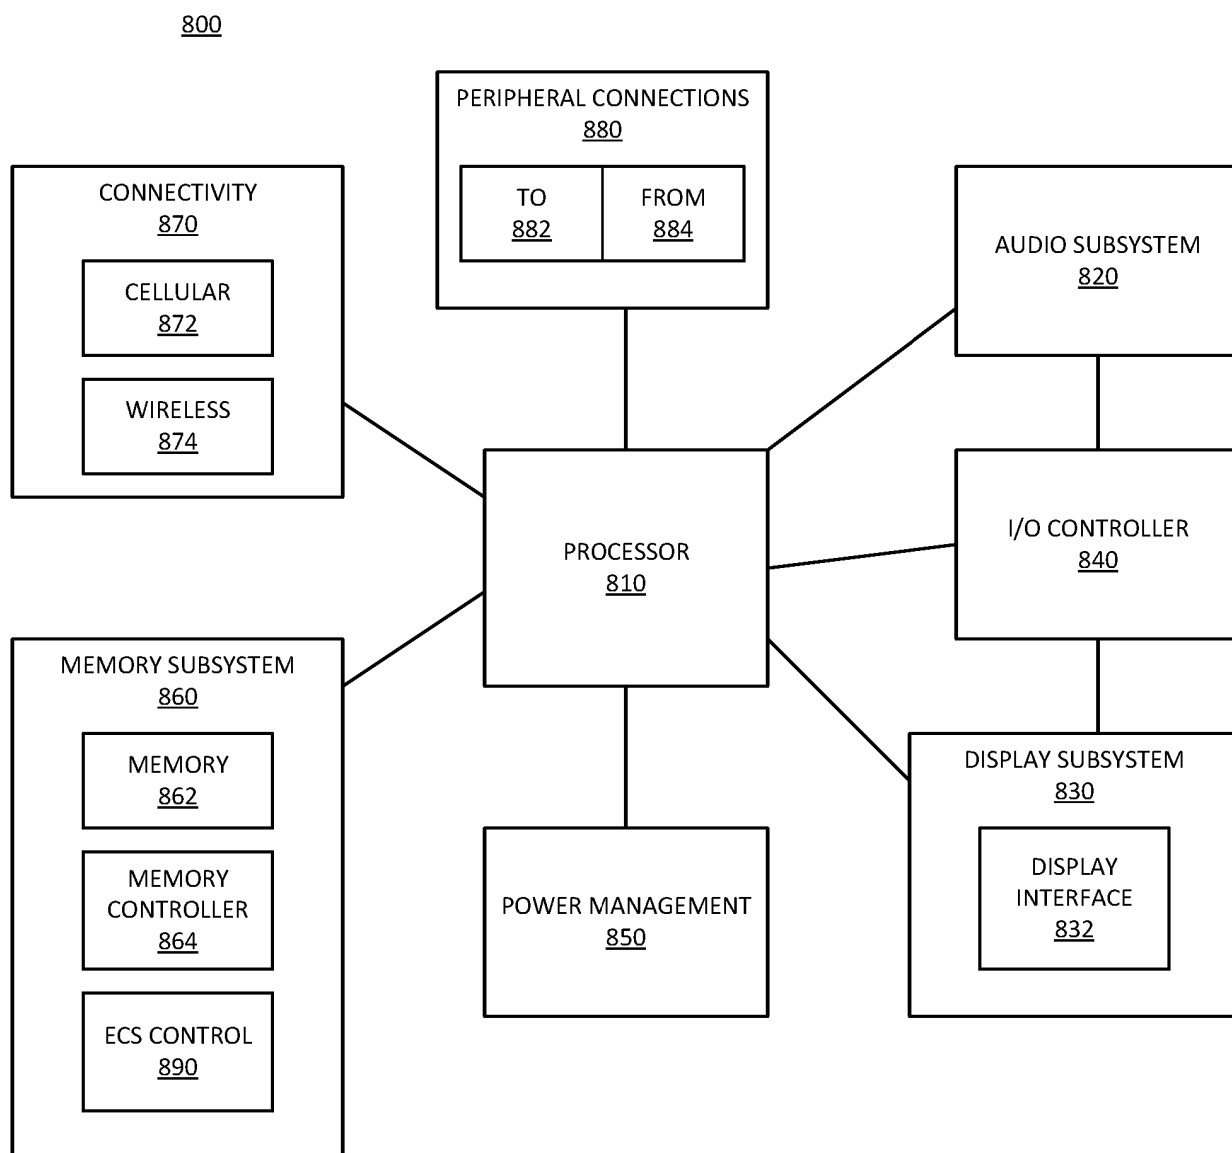 800
PERIPHERAL CONNECTIONS
880
TO
882
FROM
884
CONNECTIVITY
870
CELLULAR
872
WIRELESS
874
AUDIO SUBSYSTEM
820
PROCESSOR
810
I/O CONTROLLER
840
MEMORY SUBSYSTEM
860
MEMORY
862
MEMORY
CONTROLLER
864
ECS CONTROL
890
POWER MANAGEMENT
850
DISPLAY SUBSYSTEM
830
DISPLAY
INTERFACE
832